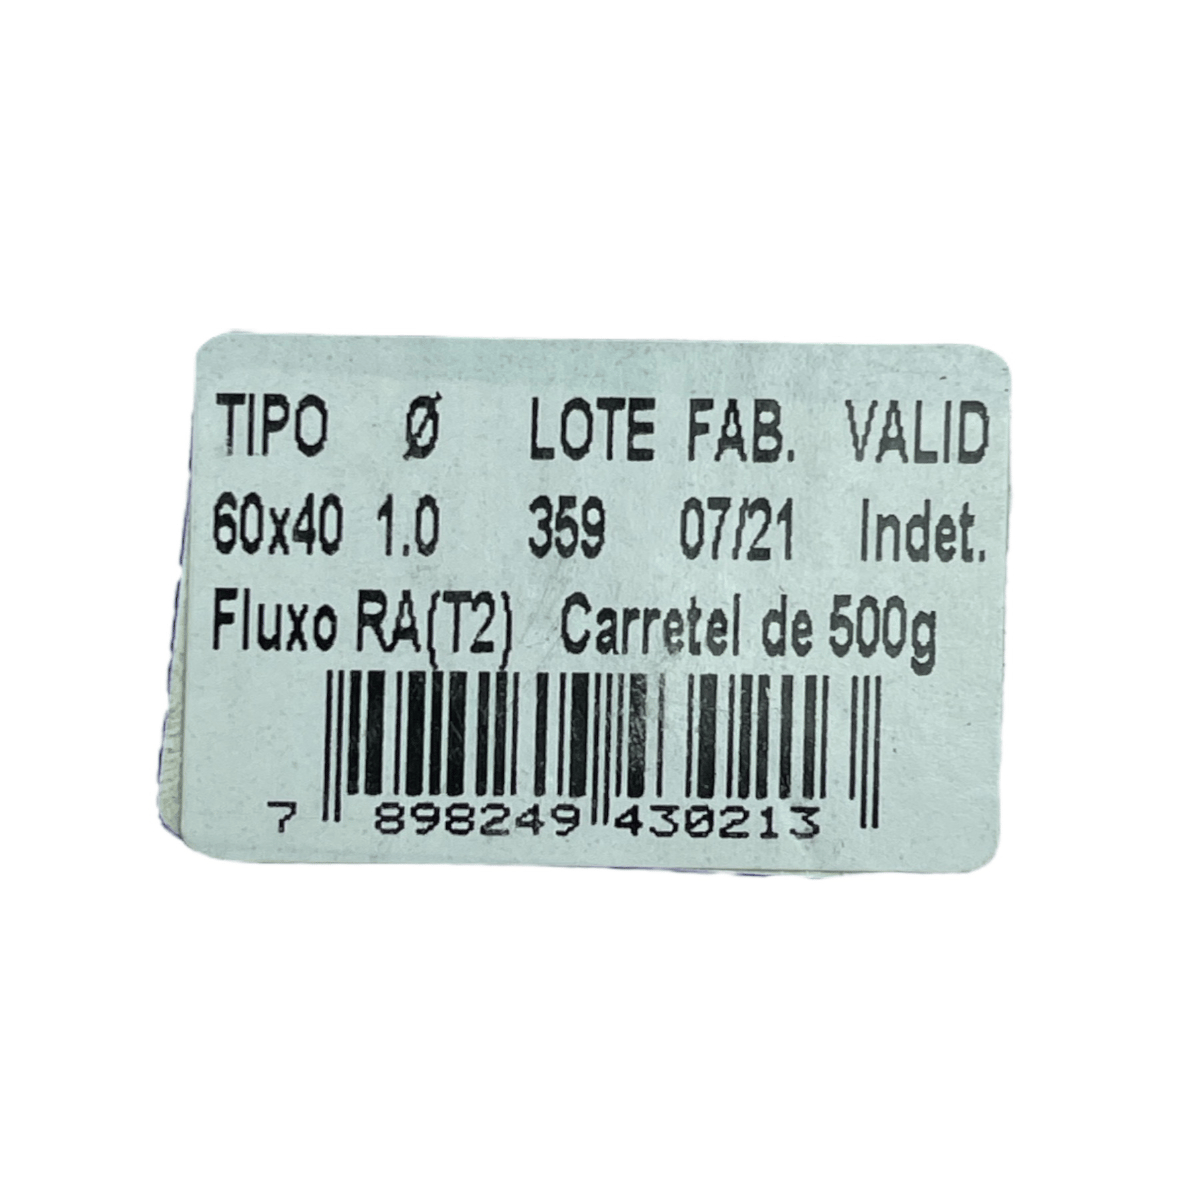 TIPO Ø LOTE FAB. VALID
60x40 1.0 359 07/21 Indet.
Fluxo RA(T2) Carretel de 500g
7 898249 430213